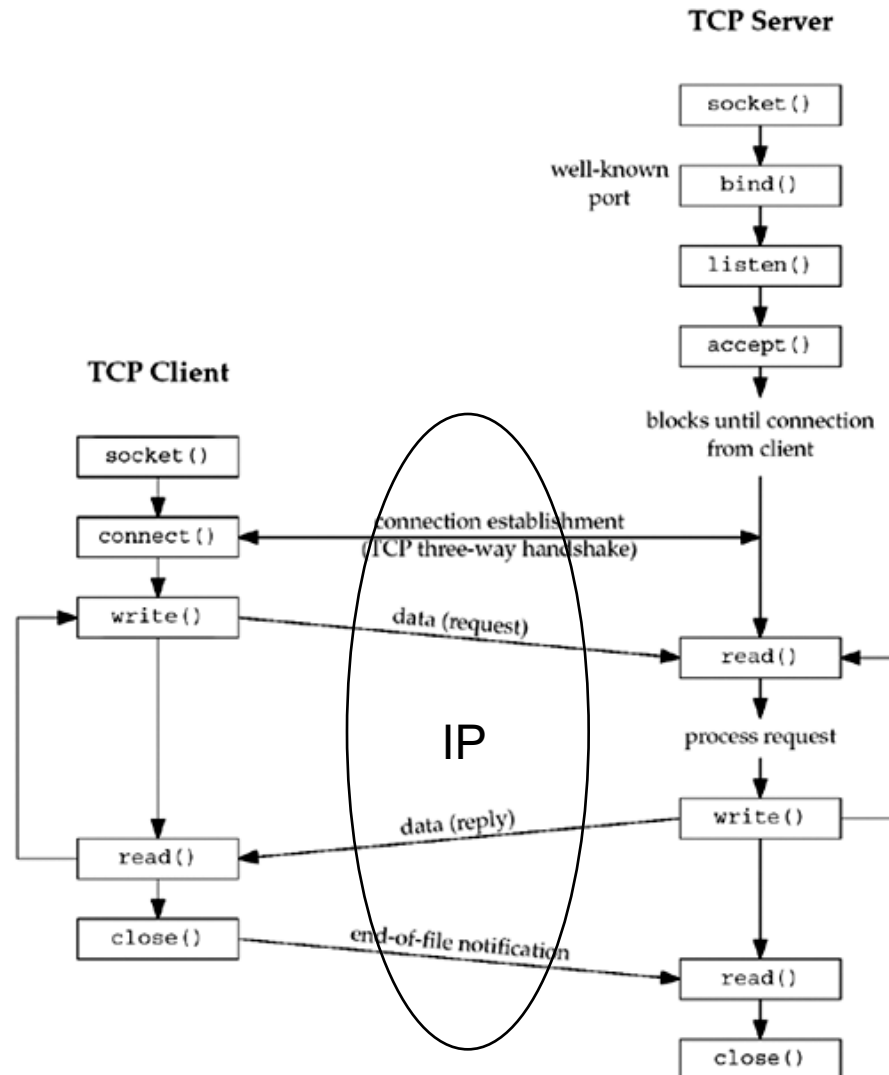 TCP Server
socket()
well-known
port
bind()
listen()
accept()
blocks until connection
from client
TCP Client
socket()
connect()
connection establishment
(TCP three-way handshake)
write()
data (request)
read()
IP
process request
write()
data (reply)
read()
close()
end-of-file notification
read()
close()